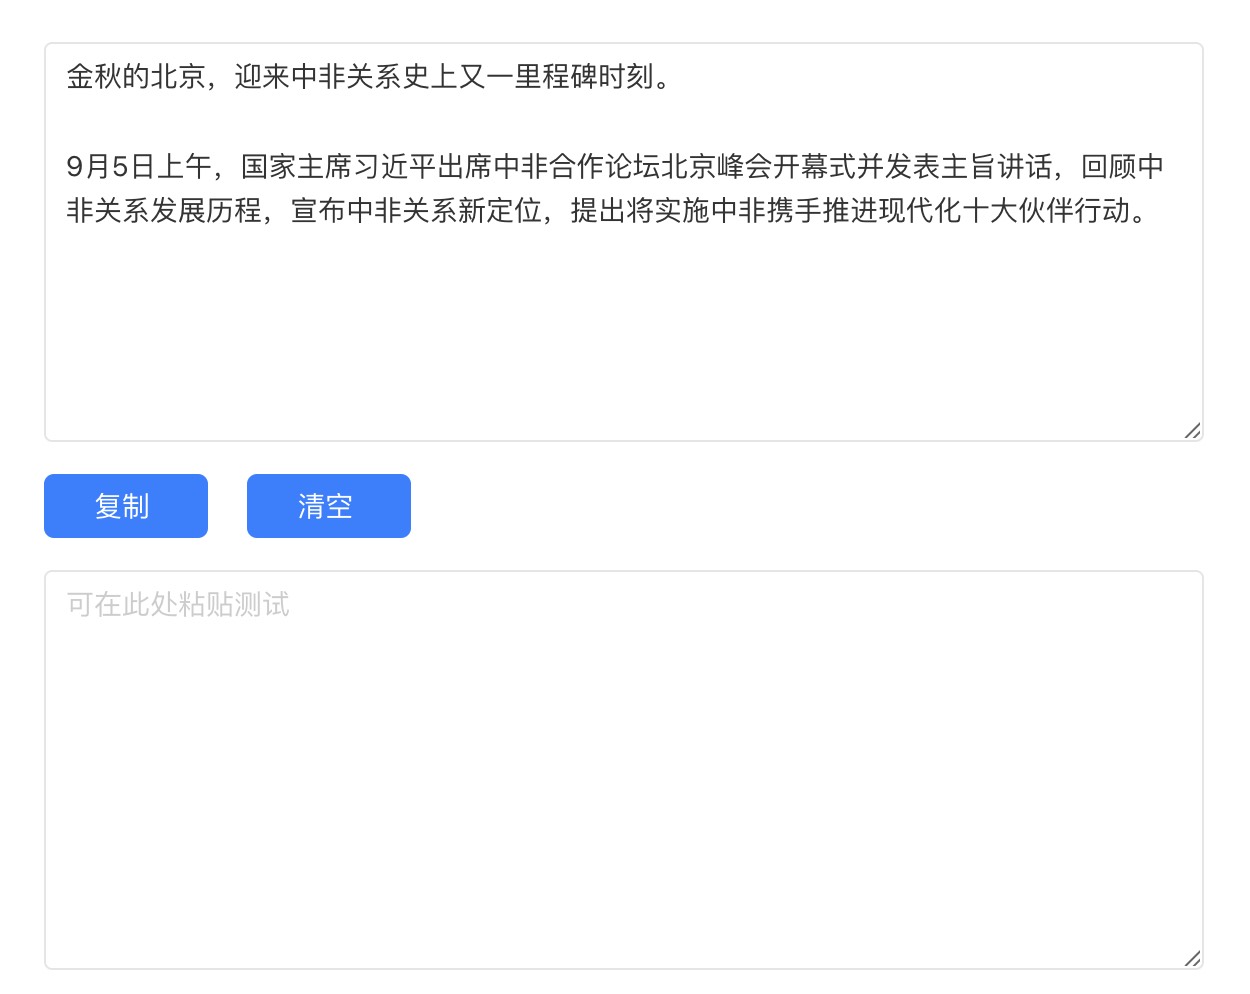 金秋的北京，迎来中非关系史上又一里程碑时刻。
9月5日上午，国家主席习近平出席中非合作论坛北京峰会开幕式并发表主旨讲话，回顾中
非关系发展历程，宣布中非关系新定位，提出将实施中非携手推进现代化十大伙伴行动。
复制 清空
可在此处粘贴测试